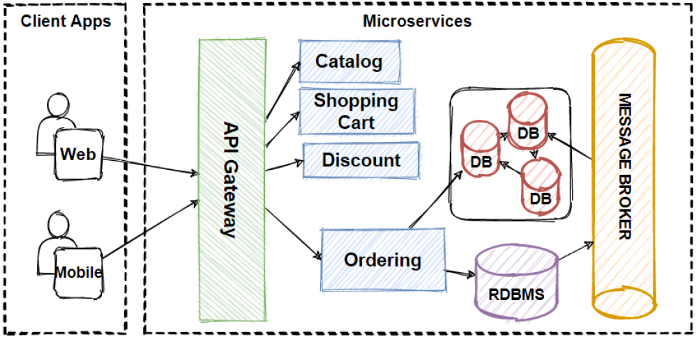 Client Apps
Microservices
Web
Mobile
API Gateway
Catalog
Shopping
Cart
Discount
Ordering
DB
DB
DB
RDBMS
MESSAGE BROKER